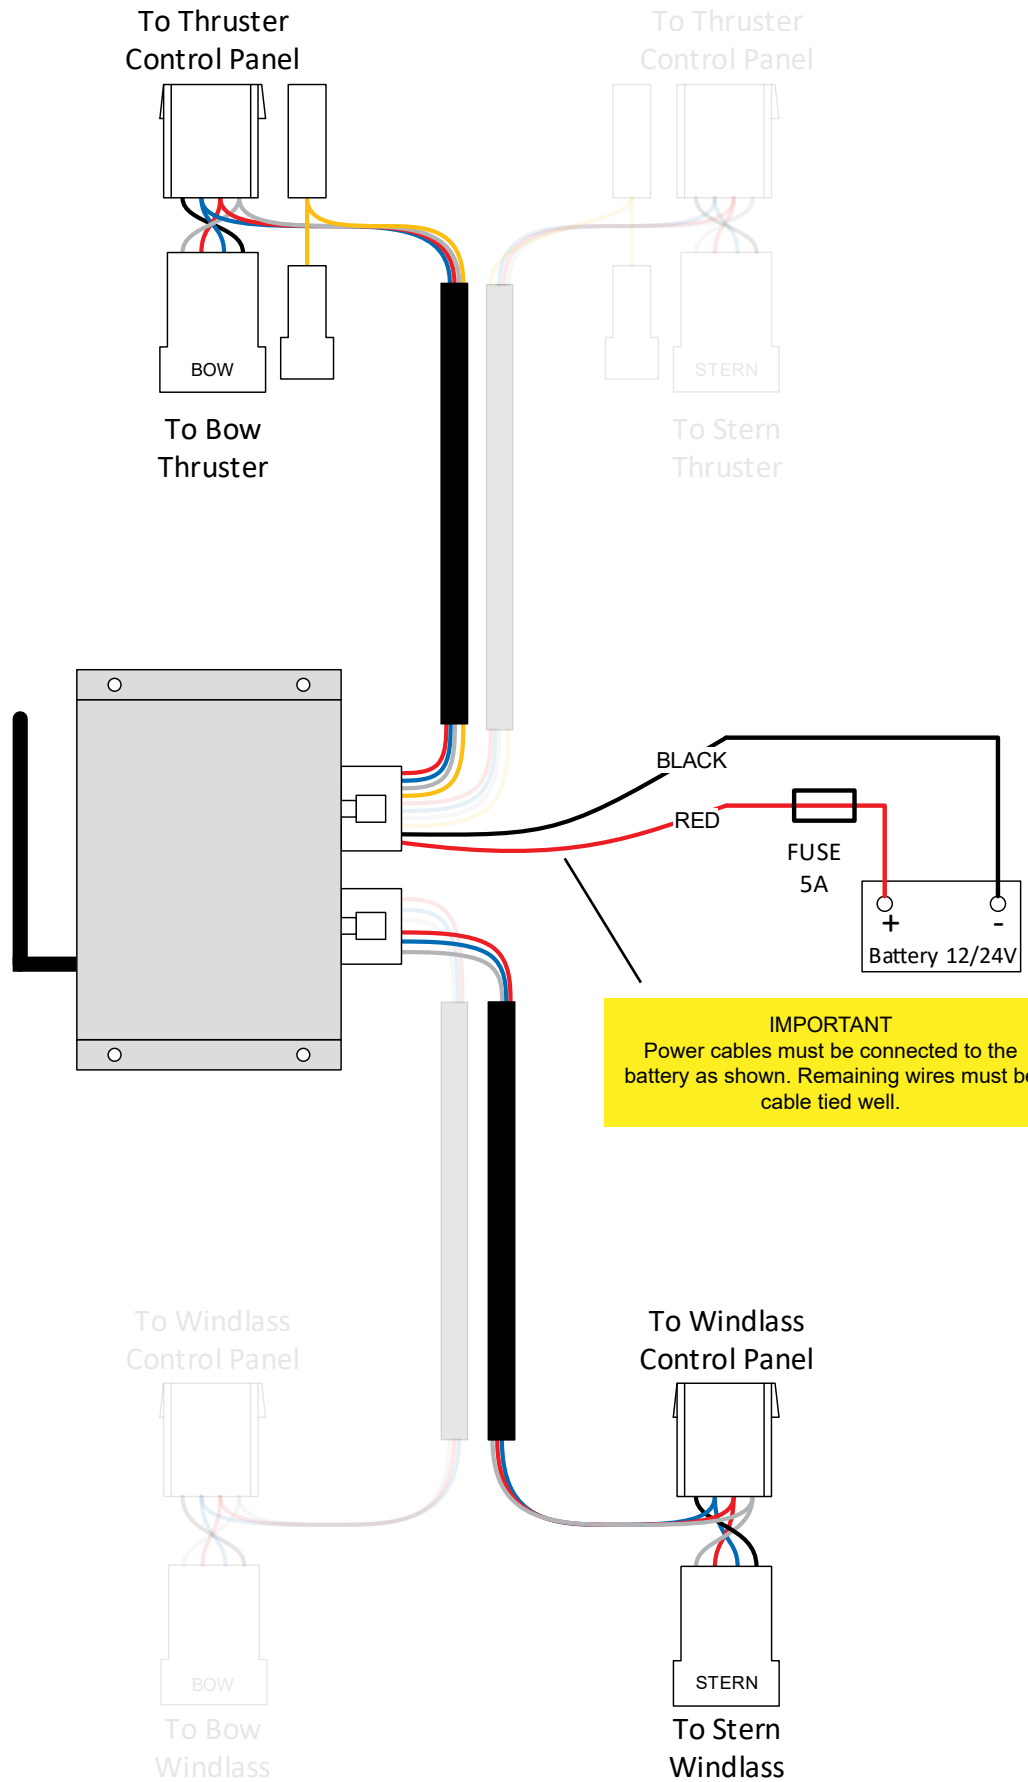 To Thruster
Control Panel
To Thruster
Control Panel
BOW
STERN
To Bow
Thruster
To Stern
Thruster
BLACK
RED
FUSE
5A
+
-
Battery 12/24V
IMPORTANT
Power cables must be connected to the
battery as shown. Remaining wires must be
cable tied well.
To Windlass
Control Panel
To Windlass
Control Panel
BOW
STERN
To Bow
Windlass
To Stern
Windlass